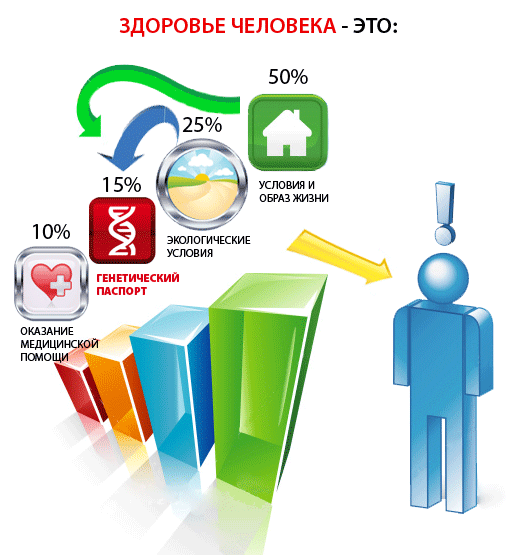 ЗДОРОВЬЕ ЧЕЛОВЕКА - ЭТО:
50%
УСЛОВИЯ И
ОБРАЗ ЖИЗНИ
25%
ЭКОЛОГИЧЕСКИЕ
УСЛОВИЯ
15%
ГЕНЕТИЧЕСКИЙ
ПАСПОРТ
10%
ОКАЗАНИЕ
МЕДИЦИНСКОЙ
ПОМОЩИ